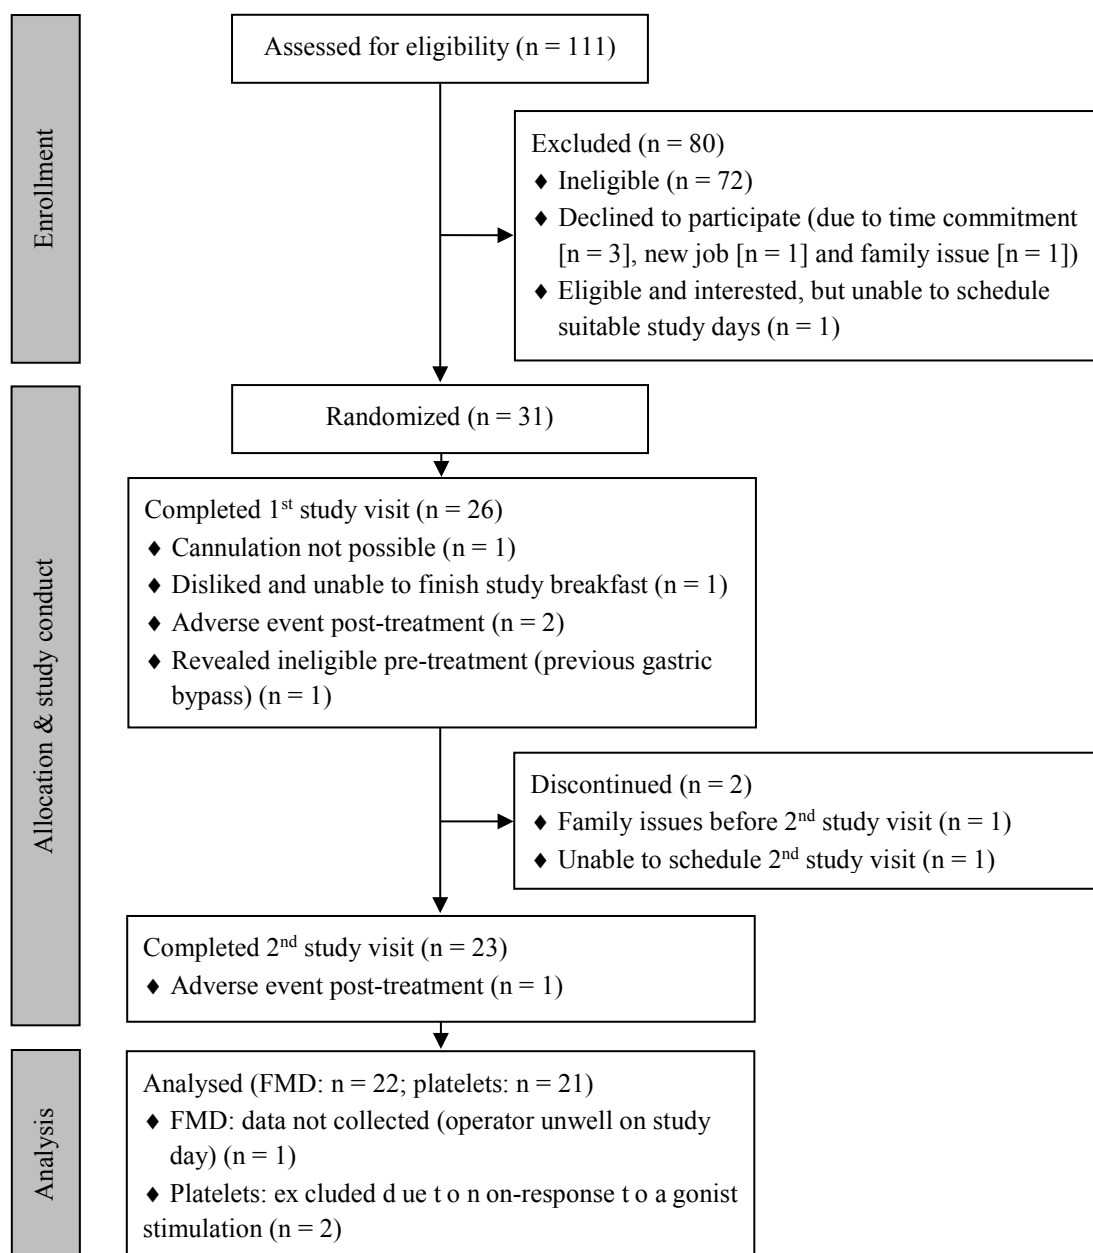 Assessed for eligibility (n = 111)
Enrollment
Excluded (n = 80)
♦ Ineligible (n = 72)
♦ Declined to participate (due to time commitment
[n = 3], new job [n = 1] and family issue [n = 1])
♦ Eligible and interested, but unable to schedule
suitable study days (n = 1)
Randomized (n = 31)
Allocation & study conduct
Completed 1st study visit (n = 26)
♦ Cannulation not possible (n = 1)
♦ Disliked and unable to finish study breakfast (n = 1)
♦ Adverse event post-treatment (n = 2)
♦ Revealed ineligible pre-treatment (previous gastric
bypass) (n = 1)
Discontinued (n = 2)
♦ Family issues before 2nd study visit (n = 1)
♦ Unable to schedule 2nd study visit (n = 1)
Completed 2nd study visit (n = 23)
♦ Adverse event post-treatment (n = 1)
Analysis
Analysed (FMD: n = 22; platelets: n = 21)
♦ FMD: data not collected (operator unwell on study
day) (n = 1)
♦ Platelets: ex cluded d ue t o n on-response t o a gonist
stimulation (n = 2)